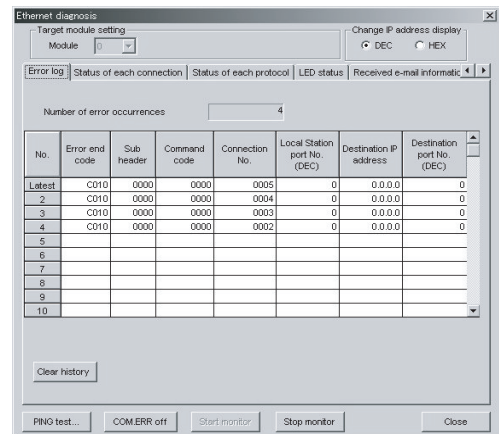 Ethernet diagnosis
Target module setting
Module 0
Change IP address display
DEC HEX
Error log Status of each connection Status of each protocol LED status Received e-mail informatic
Number of error occurrences 4
No. Error end code Sub header Command code Connection No. Local Station port No. (DEC) Destination IP address Destination port No. (DEC)
Latest C010 0000 0000 0005 0 0.0.0.0 0
2 C010 0000 0000 0004 0 0.0.0.0 0
3 C010 0000 0000 0003 0 0.0.0.0 0
4 C010 0000 0000 0002 0 0.0.0.0 0
5
6
7
8
9
10
Clear history
PING test... COM.ERR off Start monitor Stop monitor Close